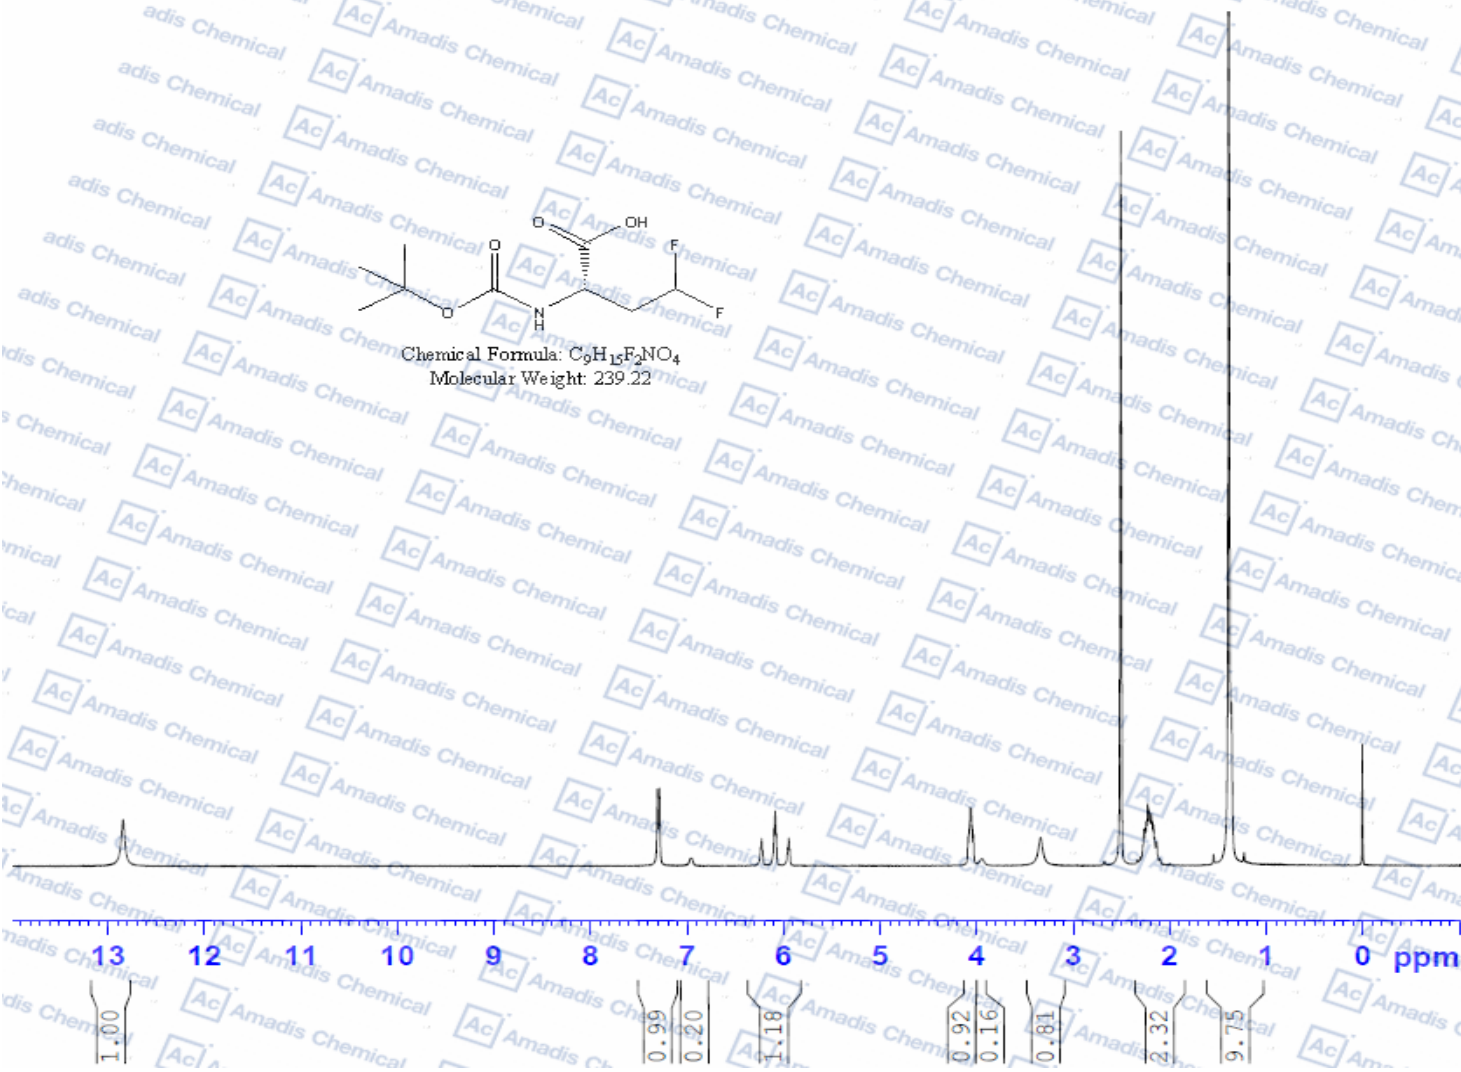 O
OH
F
O
F
O
N
H
Chemical Formula: C₉H₁₅F₂NO₄
Molecular Weight: 239.22
13 12 11 10 9 8 7 6 5 4 3 2 1 0 ppm
1.00 0.99 0.20 1.18 0.92 0.16 0.81 2.32 9.75
Ac Amadis Chemical